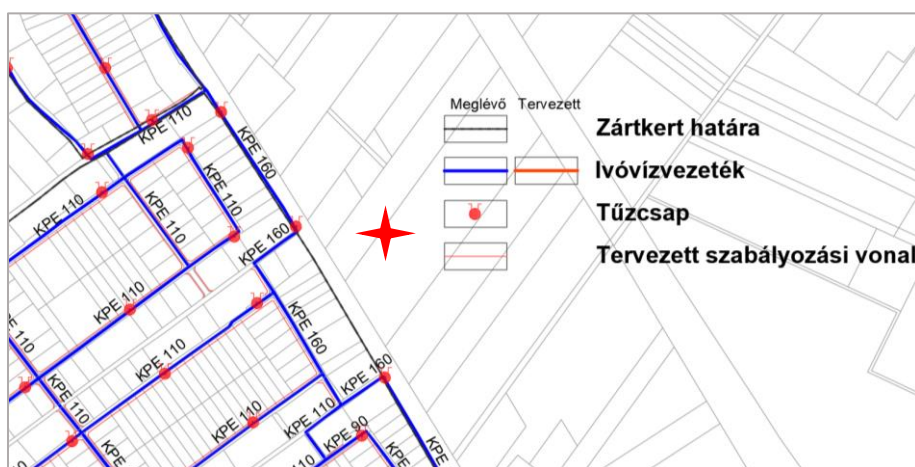 Meglévő Tervezett
Zártkert határa
Ivóvízvezeték
Tűzcsap
Tervezett szabályozási vonal
KPE 110
KPE 160
KPE 110
KPE 110
KPE 110
KPE 160
KPE 110
KPE 160
KPE 110
KPE 160
KPE 110
KPE 110
KPE 110
KPE 110
KPE 90
KPE
KPE
110